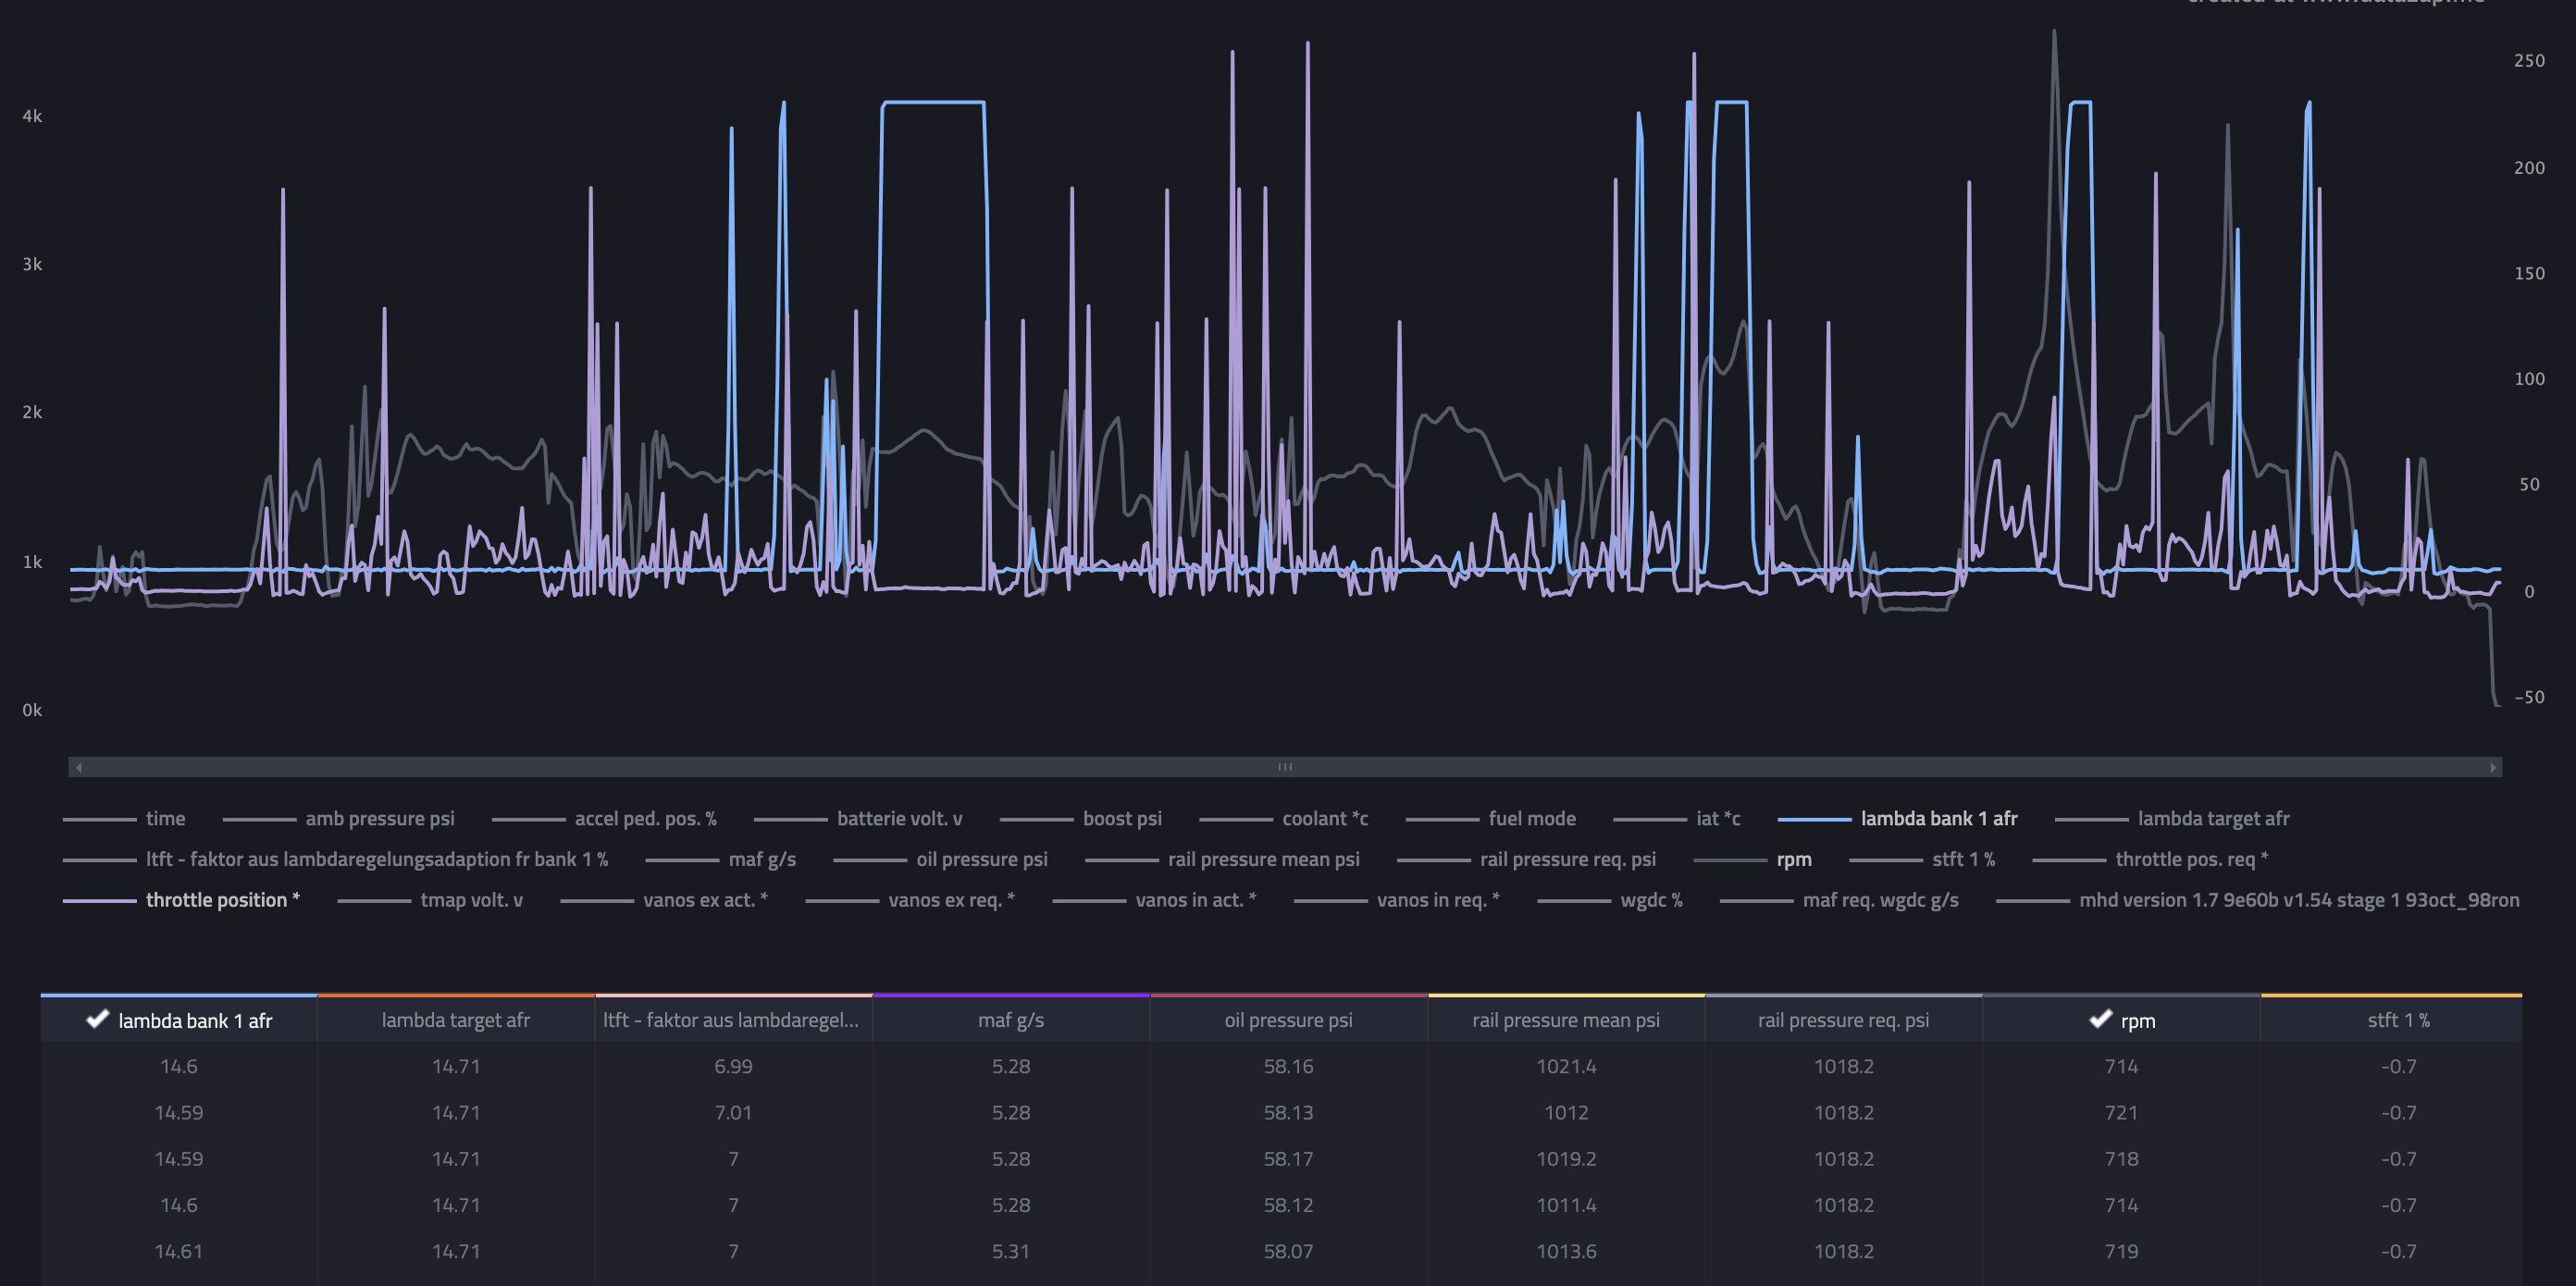 250
4k
200
3k
150
100
2k
50
1k
0
0k
-50
time amb pressure psi accel ped. pos. % batterie volt. v boost psi coolant *c fuel mode iat *c lambda bank 1 afr lambda target afr
ltft - faktor aus lambdaregelungsadaption fr bank 1 % maf g/s oil pressure psi rail pressure mean psi rail pressure req. psi rpm stft 1 % throttle pos. req *
throttle position * tmap volt. v vanos ex act. * vanos ex req. * vanos in act. * vanos in req. * wgdc % maf req. wgdc g/s mhd version 1.7 9e60b v1.54 stage 1 93oct_98ron
lambda bank 1 afr lambda target afr ltft - faktor aus lambdaregel... maf g/s oil pressure psi rail pressure mean psi rail pressure req. psi rpm stft 1 %
14.6 14.71 6.99 5.28 58.16 1021.4 1018.2 714 -0.7
14.59 14.71 7.01 5.28 58.13 1012 1018.2 721 -0.7
14.59 14.71 7 5.28 58.17 1019.2 1018.2 718 -0.7
14.6 14.71 7 5.28 58.12 1011.4 1018.2 714 -0.7
14.61 14.71 7 5.31 58.07 1013.6 1018.2 719 -0.7